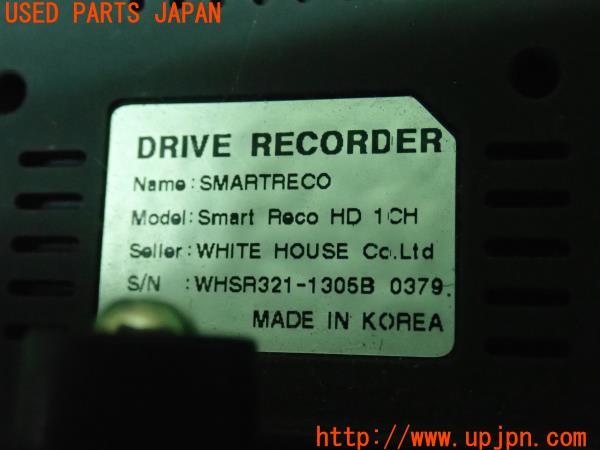 USED PARTS JAPAN
DRIVE RECORDER
Name : SMARTRECO
Model: Smart Reco HD 1CH
Seller : WHITE HOUSE Co.Ltd
S/N : WHSR321-1305B 0379.
MADE IN KOREA
http://www.upjpn.com/